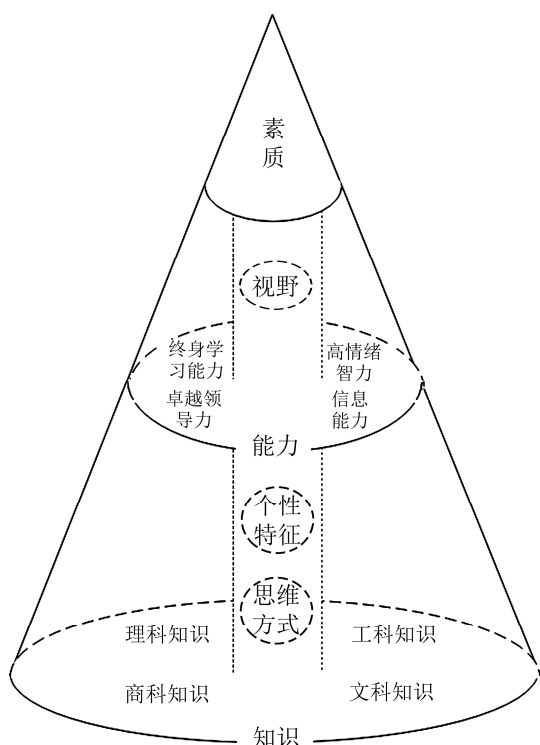 素
质
视野
终身学
习能力
高情绪
智力
卓越领
导力
信息
能力
能力
个性
特征
思维
方式
理科知识
工科知识
商科知识
文科知识
知识